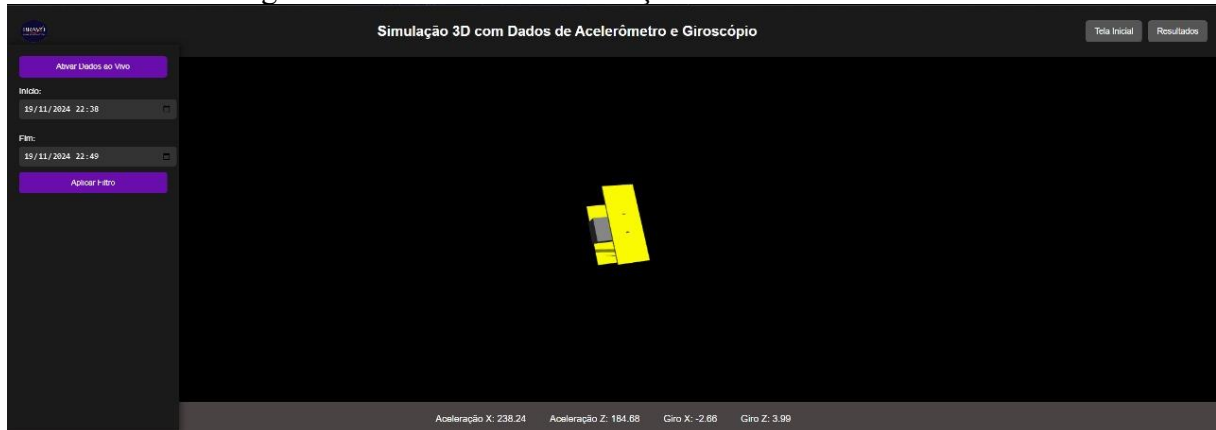 Simulação 3D com Dados de Acelerômetro e Giroscópio
Tela Inicial
Resultados
Ativar Dados ao Vivo
Início:
19/11/2024 22:38
Fim:
19/11/2024 22:49
Aplicar Filtro
Aceleração X: 238.24 Aceleração Z: 184.68 Giro X: -2.66 Giro Z: 3.99